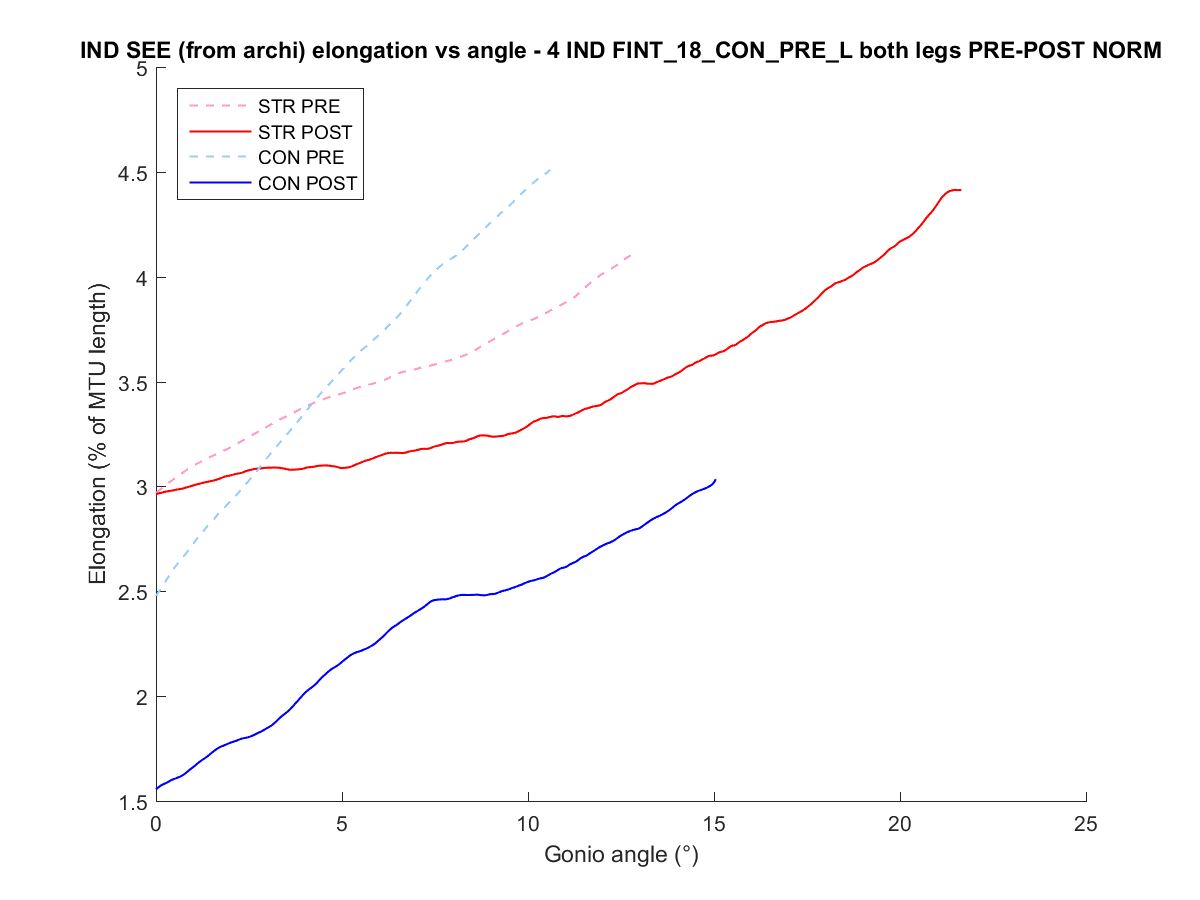 IND SEE (from archi) elongation vs angle - 4 IND FINT_18_CON_PRE_L both legs PRE-POST NORM
STR PRE
STR POST
CON PRE
CON POST
Elongation (% of MTU length)
5
4.5
4
3.5
3
2.5
2
1.5
0
5
10
15
20
25
Gonio angle (°)